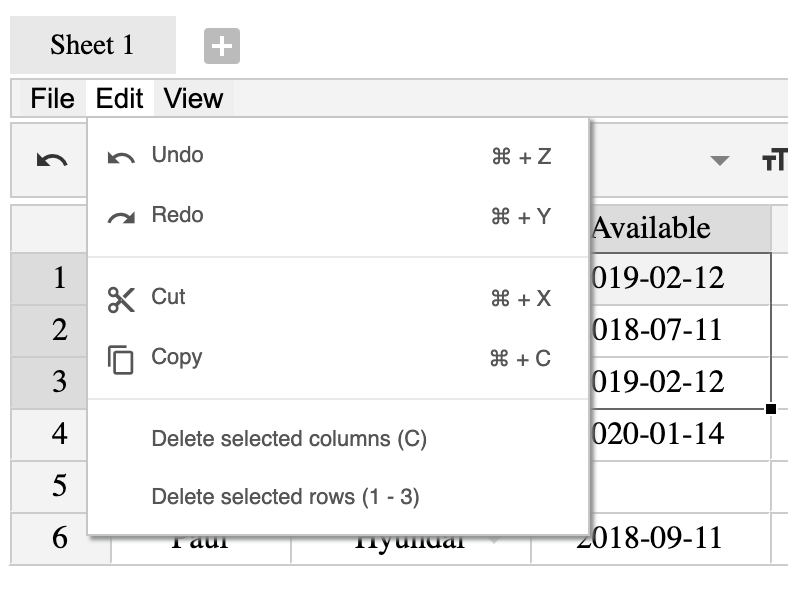 Sheet 1
File Edit View
Undo ⌘ + Z
Redo ⌘ + Y
Cut ⌘ + X
Copy ⌘ + C
Delete selected columns (C)
Delete selected rows (1 - 3)
TT
Available
1 019-02-12
2 018-07-11
3 019-02-12
4 020-01-14
5
6 Paul Hyundai 2018-09-11